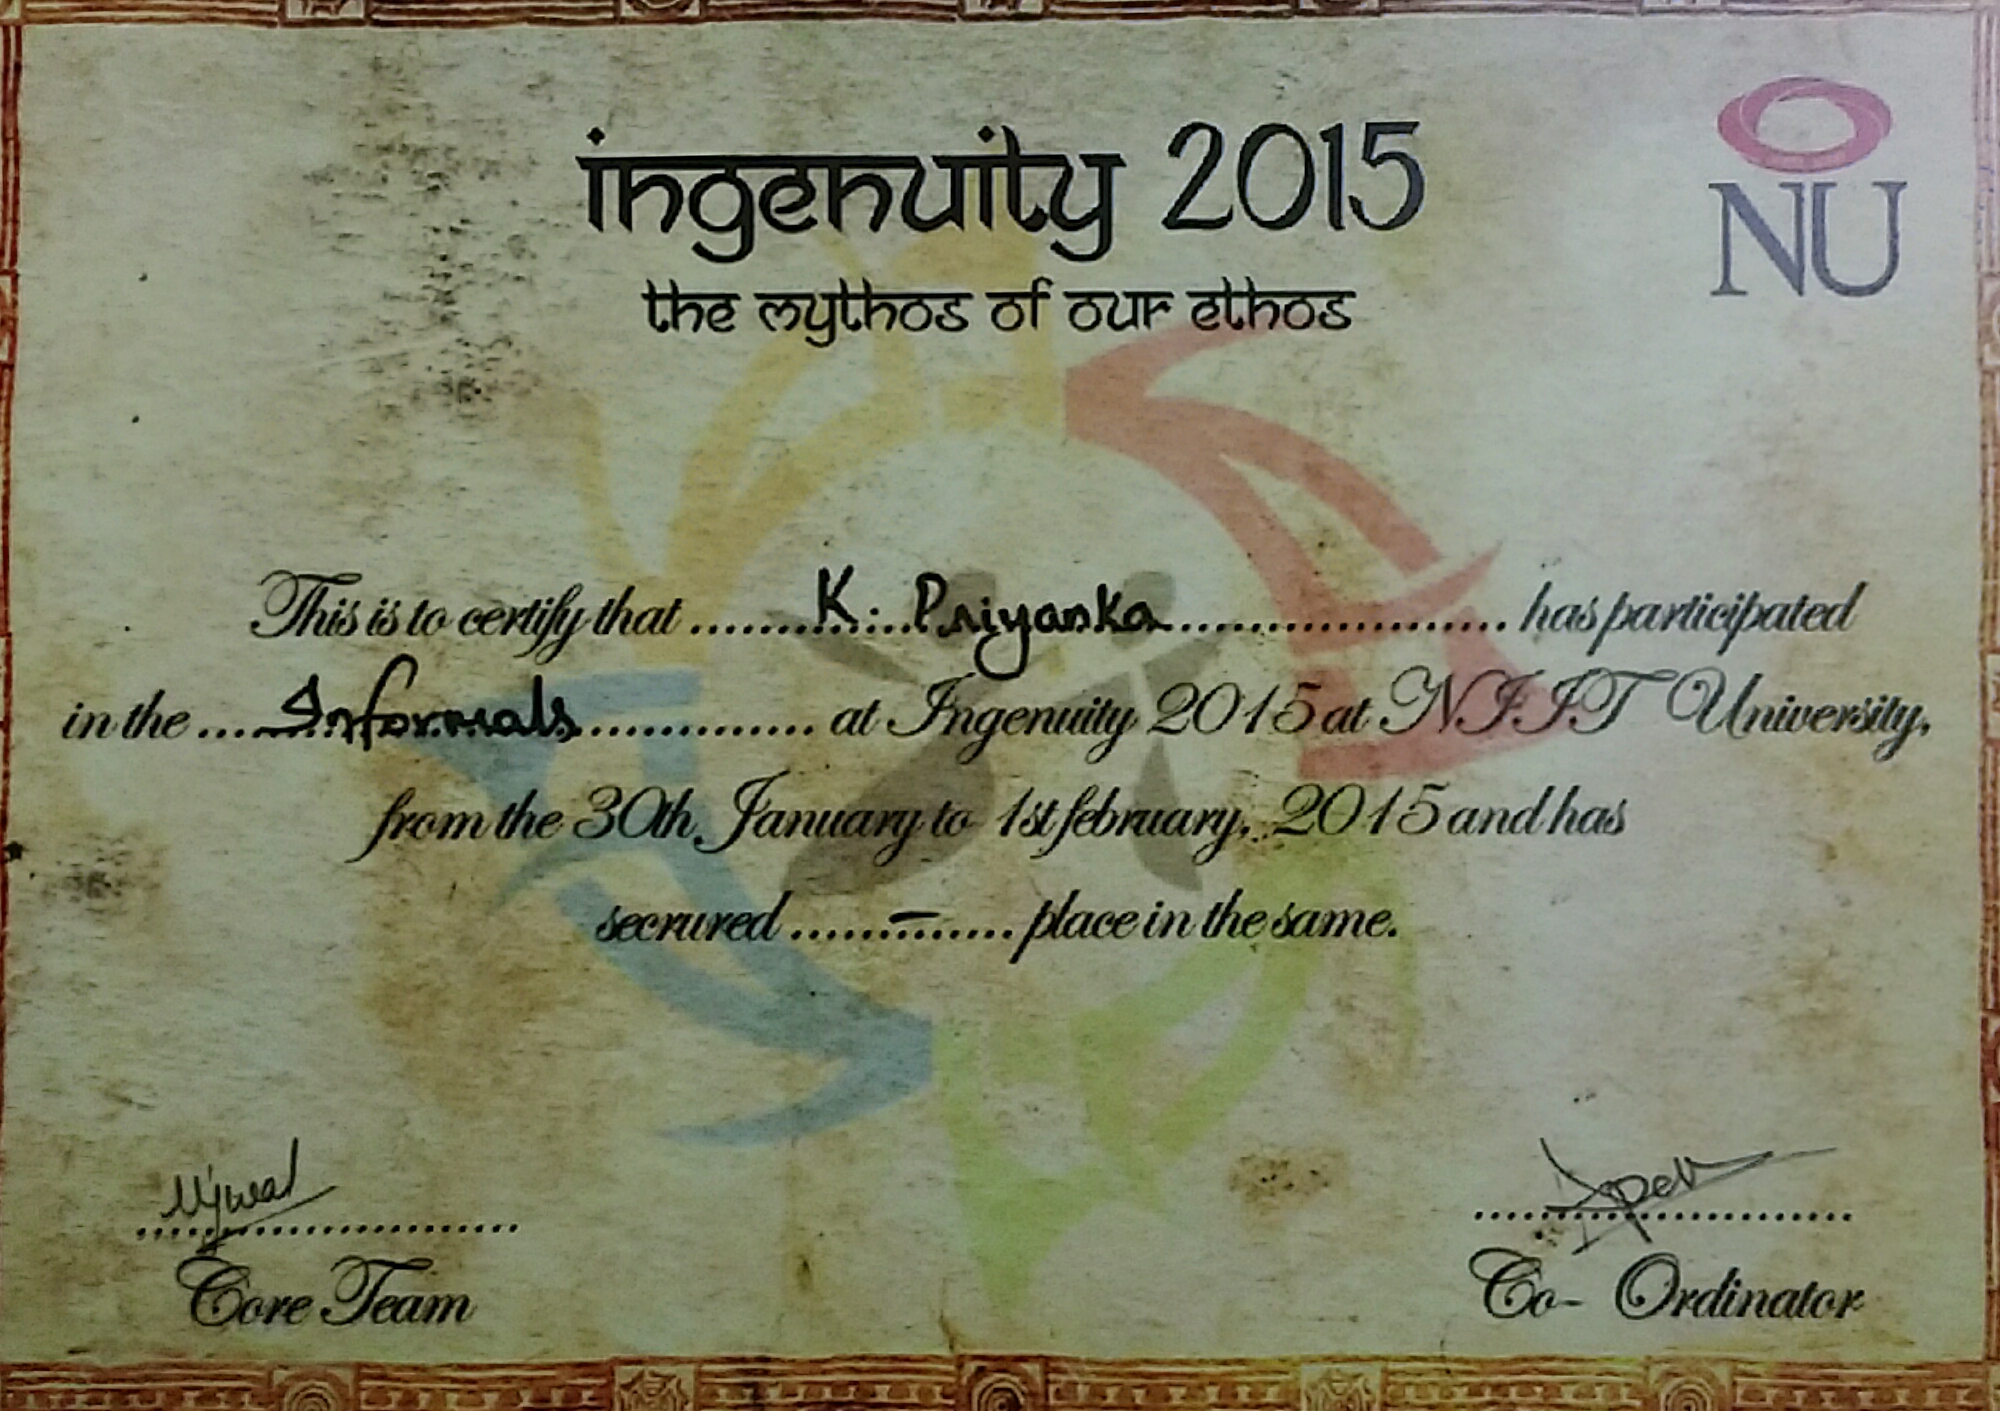 ingenuity 2015
the mythos of our ethos
NU
This is to certify that ........K. Priyanka........................ has participated
in the ....Informals............... at Ingenuity 2015 at NIIT University,
from the 30th January to 1st february, 2015 and has
secrured .......–....... place in the same.
Ujwal
Core Team
Co- Ordinator